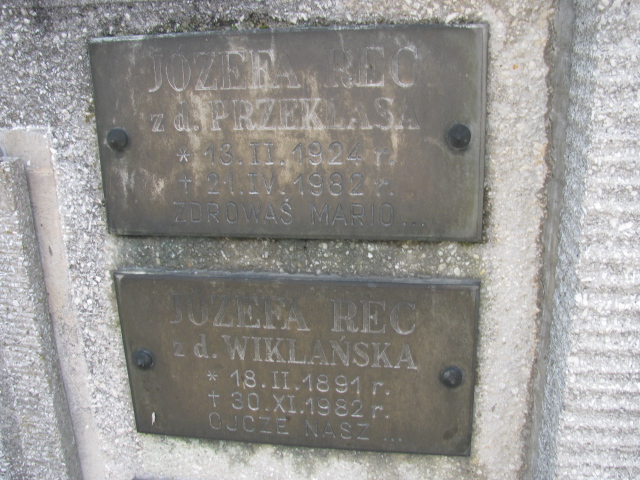 JÓZEFA REC
z d. PRZEKLASA
* 13.II.1924 r.
+ 21.IV.1982 r.
ZDROWAŚ MARIO...
JÓZEFA REC
z d. WIKLAŃSKA
* 18.II.1891 r.
+ 30.XI.1982 r.
OJCZE NASZ...